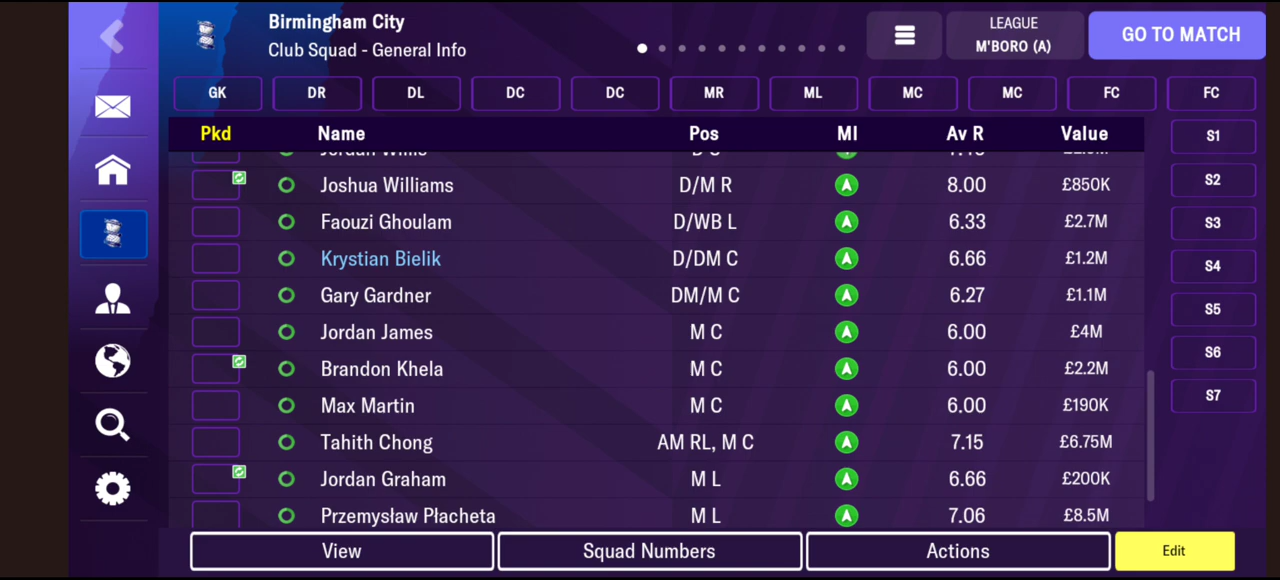 Birmingham City
Club Squad - General Info
LEAGUE
M'BORO (A)
GO TO MATCH
GK DR DL DC DC MR ML MC MC FC FC
Pkd Name Pos Ml Av R Value
S1
Joshua Williams D/M R 8.00 £850K
S2
Faouzi Ghoulam D/WB L 6.33 £2.7M
S3
Krystian Bielik D/DM C 6.66 £1.2M
S4
Gary Gardner DM/M C 6.27 £1.1M
S5
Jordan James M C 6.00 £4M
S6
Brandon Khela M C 6.00 £2.2M
S7
Max Martin M C 6.00 £190K
Tahith Chong AM RL, M C 7.15 £6.75M
Jordan Graham M L 6.66 £200K
Przemysław Płacheta M L 7.06 £8.5M
View Squad Numbers Actions Edit